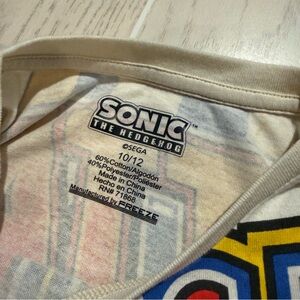 SONIC™
THE HEDGEHOG
©SEGA
10/12
60%Cotton/Algodón
40%Polyester/Poliéster
Made in China
Hecho en China
RN# 71868
Manufactured by FREEZE